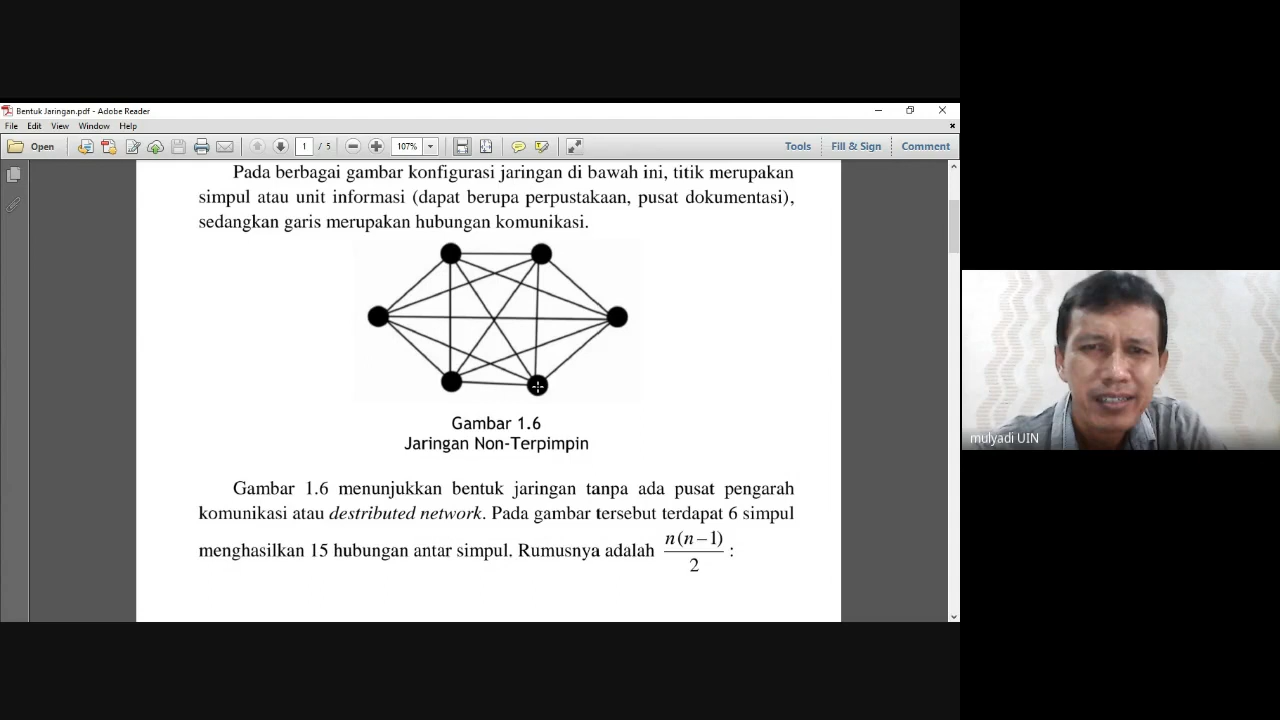 Bentuk Jaringan.pdf - Adobe Reader
File Edit View Window Help
Open 1 / 5 107% Tools Fill & Sign Comment
Pada berbagai gambar konfigurasi jaringan di bawah ini, titik merupakan
simpul atau unit informasi (dapat berupa perpustakaan, pusat dokumentasi),
sedangkan garis merupakan hubungan komunikasi.
Gambar 1.6
Jaringan Non-Terpimpin
Gambar 1.6 menunjukkan bentuk jaringan tanpa ada pusat pengarah
komunikasi atau destributed network. Pada gambar tersebut terdapat 6 simpul
menghasilkan 15 hubungan antar simpul. Rumusnya adalah n(n–1)/2 :
mulyadi UIN